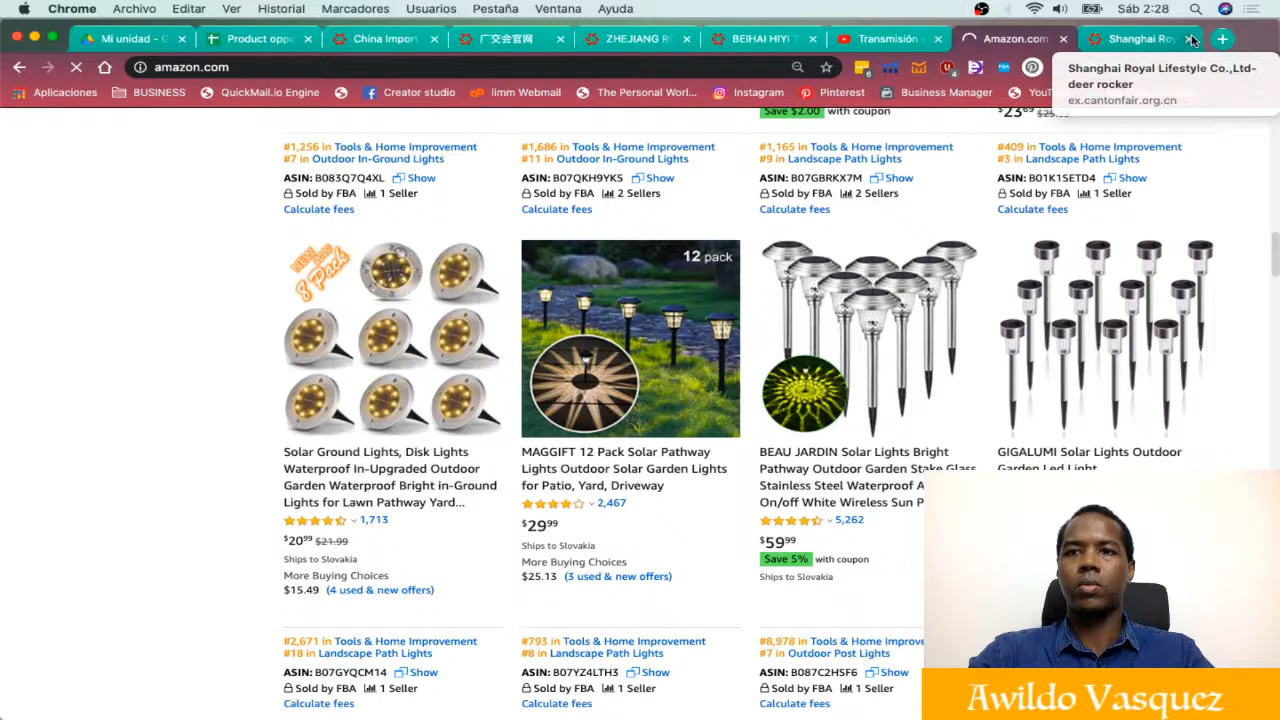 Chrome Archivo Editar Ver Historial Marcadores Usuarios Pestaña Ventana Ayuda Sáb 2:28
Mi unidad - G Product oppo China Import 广交会官网 ZHEJIANG R BEIHAI HIYI T Transmisión Amazon.com Shanghai Roy
amazon.com
Shanghai Royal Lifestyle Co.,Ltd-
deer rocker
ex.cantonfair.org.cn
Aplicaciones BUSINESS QuickMail.io Engine Creator studio limm Webmail The Personal Worl... Instagram Pinterest Business Manager
Save $2.00 with coupon
#1,256 in Tools & Home Improvement
#7 in Outdoor In-Ground Lights
ASIN: B083Q7Q4XL Show
Sold by FBA 1 Seller
Calculate fees
#1,686 in Tools & Home Improvement
#11 in Outdoor In-Ground Lights
ASIN: B07QKH9YK5 Show
Sold by FBA 2 Sellers
Calculate fees
#1,165 in Tools & Home Improvement
#9 in Landscape Path Lights
ASIN: B07GBRKX7M Show
Sold by FBA 2 Sellers
Calculate fees
#409 in Tools & Home Improvement
#3 in Landscape Path Lights
ASIN: B01K1SETD4 Show
Sold by FBA 1 Seller
Calculate fees
8 Pack
12 pack
Solar Ground Lights, Disk Lights
Waterproof In-Upgraded Outdoor
Garden Waterproof Bright in-Ground
Lights for Lawn Pathway Yard...
1,713
$2099 $21.99
Ships to Slovakia
More Buying Choices
$15.49 (4 used & new offers)
MAGGIFT 12 Pack Solar Pathway
Lights Outdoor Solar Garden Lights
for Patio, Yard, Driveway
2,467
$2999
Ships to Slovakia
More Buying Choices
$25.13 (3 used & new offers)
BEAU JARDIN Solar Lights Bright
Pathway Outdoor Garden Stake Glass
Stainless Steel Waterproof A
On/off White Wireless Sun P
5,262
$5999
Save 5% with coupon
Ships to Slovakia
GIGALUMI Solar Lights Outdoor
Garden Led Light
#2,671 in Tools & Home Improvement
#18 in Landscape Path Lights
ASIN: B07GYQCM14 Show
Sold by FBA 1 Seller
Calculate fees
#793 in Tools & Home Improvement
#8 in Landscape Path Lights
ASIN: B07YZ4LTH3 Show
Sold by FBA 1 Seller
Calculate fees
#8,978 in Tools & Home Improvem
#7 in Outdoor Post Lights
ASIN: B087C2HSF6 Show
Sold by FBA 1 Seller
Calculate fees
Awildo Vasquez